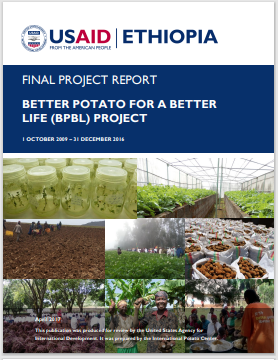 USAID | ETHIOPIA
FROM THE AMERICAN PEOPLE
FINAL PROJECT REPORT
BETTER POTATO FOR A BETTER
LIFE (BPBL) PROJECT
1 OCTOBER 2009 – 31 DECEMBER 2016
April 2017
This publication was produced for review by the United States Agency for
International Development. It was prepared by the International Potato Center.